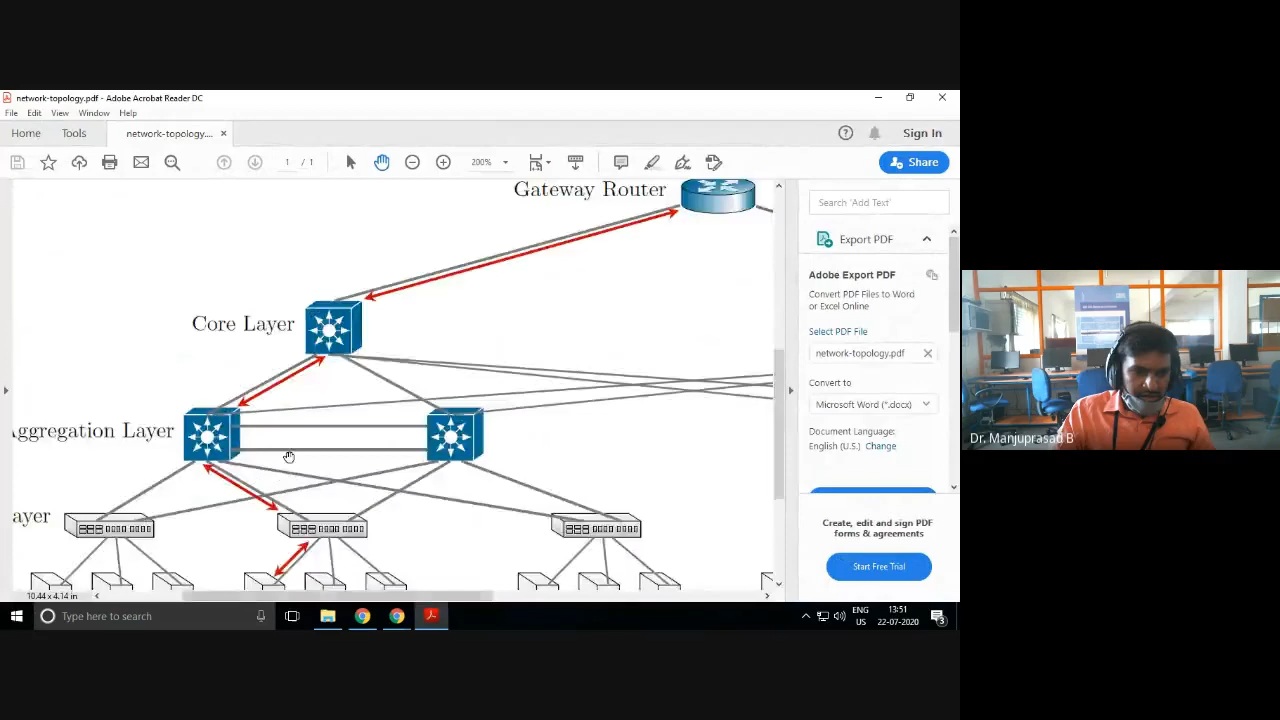 network-topology.pdf - Adobe Acrobat Reader DC
File Edit View Window Help
Home Tools network-topology.... × Sign In
1 / 1 200% Share
Gateway Router
Core Layer
Aggregation Layer
ayer
10.44 x 4.14 in
Search 'Add Text'
Export PDF
Adobe Export PDF
Convert PDF Files to Word
or Excel Online
Select PDF File
network-topology.pdf
Convert to
Microsoft Word (*.docx)
Document Language:
English (U.S.) Change
Create, edit and sign PDF
forms & agreements
Start Free Trial
Type here to search
ENG
US
13:51
22-07-2020
3
Dr. Manjuprasad B